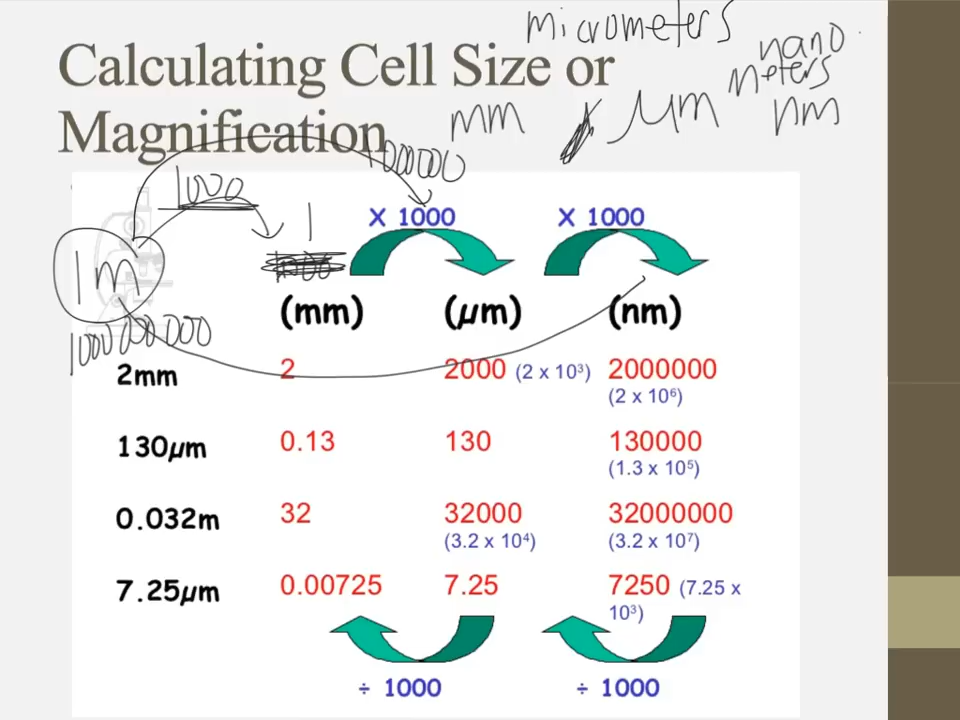 micrometers
Calculating Cell Size or
nano
meters
Magnification
mm
µm
nm
1000000
1000
1
X 1000 X 1000
1m
(mm) (µm) (nm)
1000 000 000
2mm 2 2000 (2 x 10³) 2000000
(2 x 10⁶)
130µm 0.13 130 130000
(1.3 x 10⁵)
0.032m 32 32000 32000000
(3.2 x 10⁴) (3.2 x 10⁷)
7.25µm 0.00725 7.25 7250 (7.25 x
10³)
÷ 1000 ÷ 1000